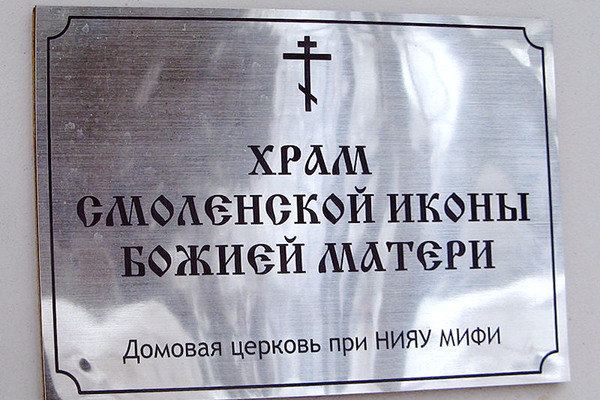 ХРАМ
СМОЛЕНСКОЙ ИКОНЫ
БОЖИЕЙ МАТЕРИ
Домовая церковь при НИЯУ МИФИ